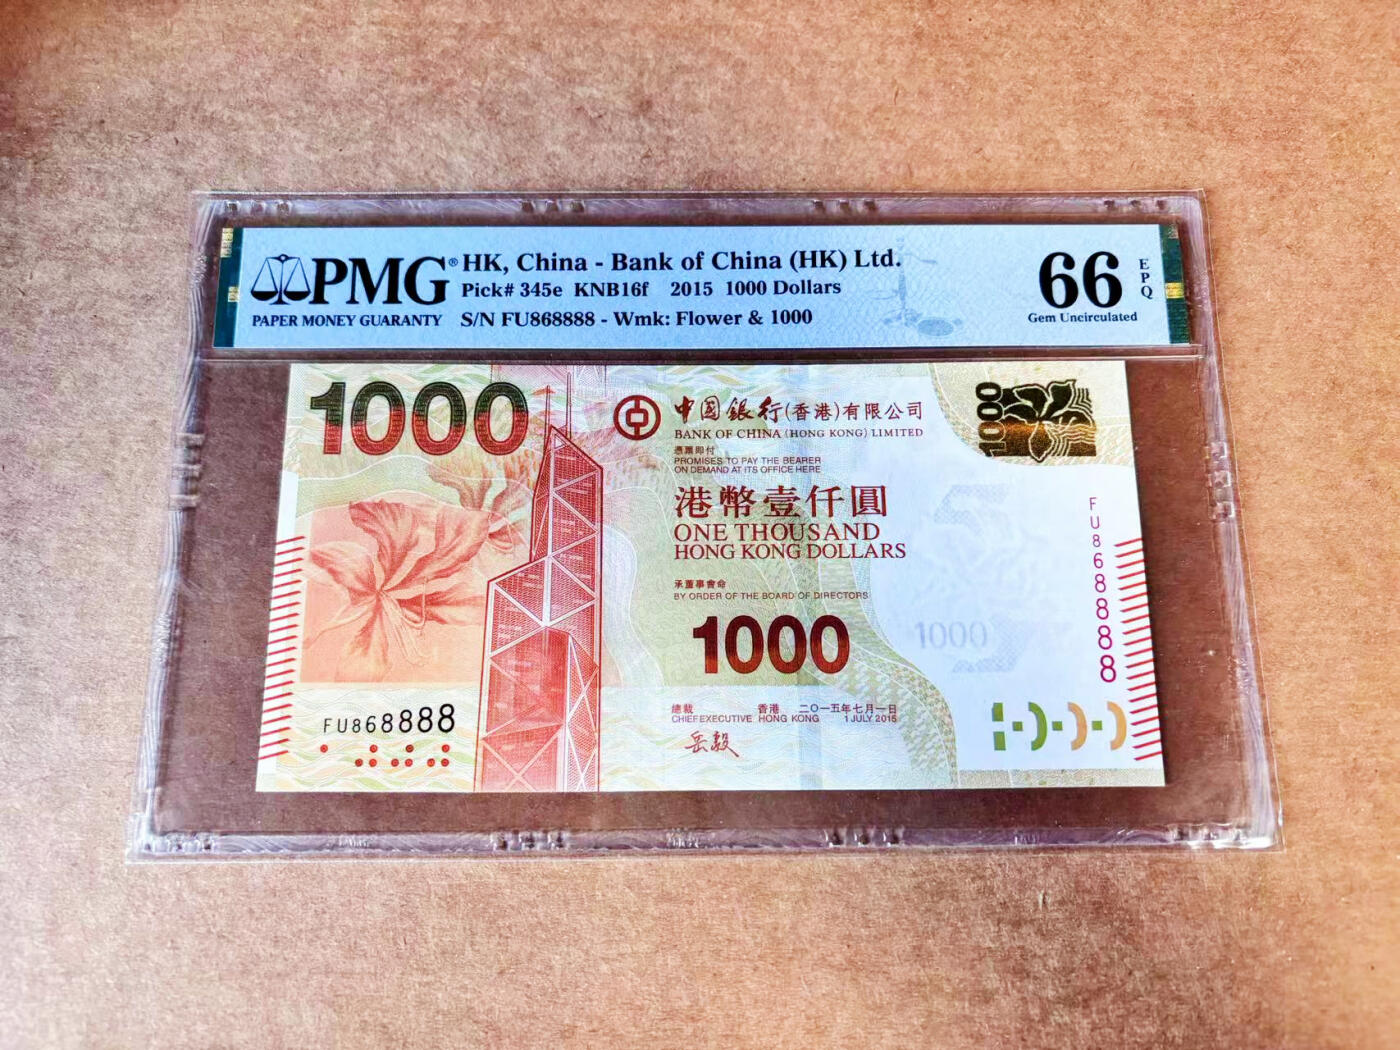 PMG®
PAPER MONEY GUARANTY
HK, China - Bank of China (HK) Ltd.
Pick# 345e KNB16f 2015 1000 Dollars
S/N FU868888 - Wmk: Flower & 1000
66
EPQ
Gem Uncirculated
1000
中國銀行(香港)有限公司
BANK OF CHINA (HONG KONG) LIMITED
憑票即付
PROMISES TO PAY THE BEARER
ON DEMAND AT ITS OFFICE HERE
港幣壹仟圓
ONE THOUSAND
HONG KONG DOLLARS
承董事會命
BY ORDER OF THE BOARD OF DIRECTORS
1000
總裁 香港 二〇一五年七月一日
CHIEF EXECUTIVE HONG KONG 1 JULY 2015
岳毅
FU868888
1000
FU868888
1000